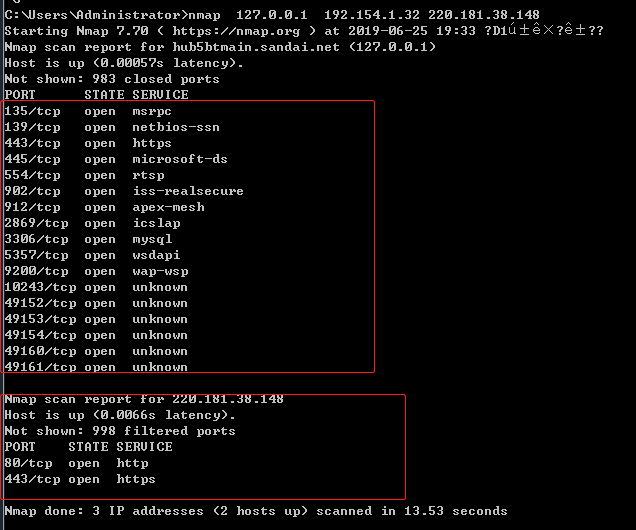 C:\Users\Administrator>nmap  127.0.0.1  192.154.1.32 220.181.38.148
Starting Nmap 7.70 ( https://nmap.org ) at 2019-06-25 19:33 ?D1ú±ê×?ê±??
Nmap scan report for hub5btmain.sandai.net (127.0.0.1)
Host is up (0.00057s latency).
Not shown: 983 closed ports
PORT      STATE SERVICE
135/tcp   open  msrpc
139/tcp   open  netbios-ssn
443/tcp   open  https
445/tcp   open  microsoft-ds
554/tcp   open  rtsp
902/tcp   open  iss-realsecure
912/tcp   open  apex-mesh
2869/tcp  open  icslap
3306/tcp  open  mysql
5357/tcp  open  wsdapi
9200/tcp  open  wap-wsp
10243/tcp open  unknown
49152/tcp open  unknown
49153/tcp open  unknown
49154/tcp open  unknown
49160/tcp open  unknown
49161/tcp open  unknown
Nmap scan report for 220.181.38.148
Host is up (0.0066s latency).
Not shown: 998 filtered ports
PORT    STATE SERVICE
80/tcp  open  http
443/tcp open  https
Nmap done: 3 IP addresses (2 hosts up) scanned in 13.53 seconds